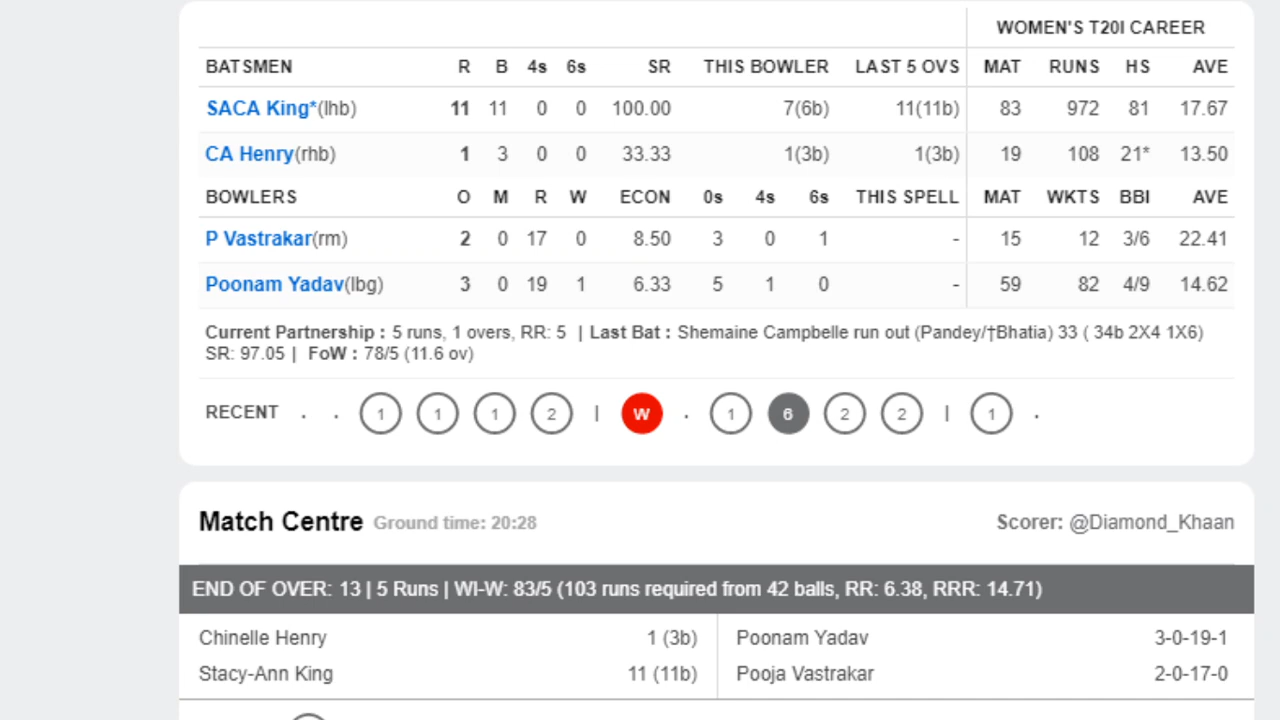 WOMEN'S T20I CAREER
BATSMEN R B 4s 6s SR THIS BOWLER LAST 5 OVS MAT RUNS HS AVE
SACA King*(lhb) 11 11 0 0 100.00 7(6b) 11(11b) 83 972 81 17.67
CA Henry(rhb) 1 3 0 0 33.33 1(3b) 1(3b) 19 108 21* 13.50
BOWLERS O M R W ECON 0s 4s 6s THIS SPELL MAT WKTS BBI AVE
P Vastrakar(rm) 2 0 17 0 8.50 3 0 1 - 15 12 3/6 22.41
Poonam Yadav(lbg) 3 0 19 1 6.33 5 1 0 - 59 82 4/9 14.62
Current Partnership : 5 runs, 1 overs, RR: 5 | Last Bat : Shemaine Campbelle run out (Pandey/†Bhatia) 33 ( 34b 2X4 1X6)
SR: 97.05 | FoW : 78/5 (11.6 ov)
RECENT . . 1 1 1 2 | W . 1 6 2 2 | 1 .
Match Centre Ground time: 20:28 Scorer: @Diamond_Khaan
END OF OVER: 13 | 5 Runs | WI-W: 83/5 (103 runs required from 42 balls, RR: 6.38, RRR: 14.71)
Chinelle Henry 1 (3b) Poonam Yadav 3-0-19-1
Stacy-Ann King 11 (11b) Pooja Vastrakar 2-0-17-0